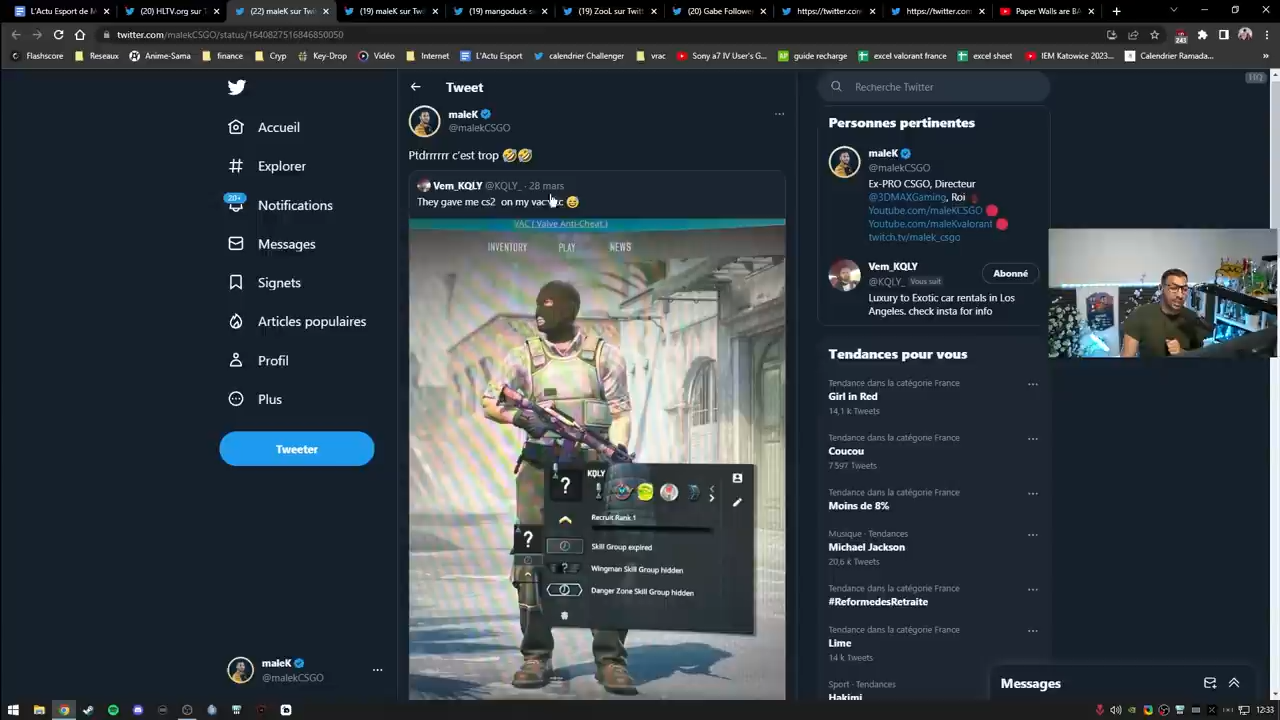 L'Actu Esport du M
(20) HLTV.org sur T
(22) maleK sur Twi
(19) maleK sur Twi
(19) mangoduck su
(19) ZooL sur Twitt
(20) Gabe Follower
https://twitter.com
https://twitter.com
Paper Walls are BA
twitter.com/malekCSGO/status/1640827516846850050
243
Flashscore
Reseaux
Anime-Sama
finance
Cryp
Key-Drop
Vidéo
Internet
L'Actu Esport
calendrier Challenger
vrac
Sony a7 IV User's G...
guide recharge
excel valorant france
excel sheet
IEM Katowice 2023...
Calendar Ramada...
HQ
Accueil
Explorer
20+
Notifications
Messages
Signets
Articles populaires
Profil
Plus
Tweeter
maleK
@malekCSGO
Tweet
maleK
@malekCSGO
Ptdrrrrrr c'est trop 🤣🤣
Vem_KQLY @KQLY_ · 28 mars
They gave me cs2 on my
VAC ( Valve Anti-Cheat )
INVENTORY
PLAY
NEWS
KQLY
Recruit Rank 1
Skill Group expired
Wingman Skill Group hidden
Danger Zone Skill Group hidden
Recherche Twitter
Personnes pertinentes
maleK
@malekCSGO
Ex-PRO CSGO, Directeur
@3DMAXGaming, Roi
Youtube.com/maleKCSGO 🔴
Youtube.com/maleKvalorant 🔴
twitch.tv/malek_csgo
Vem_KQLY
@KQLY_ Vous suit
Abonné
Luxury to Exotic car rentals in Los
Angeles. check insta for info
Tendances pour vous
Tendance dans la catégorie France
Girl in Red
14,1 k Tweets
Tendance dans la catégorie France
Coucou
7 597 Tweets
Tendance dans la catégorie France
Moins de 8%
Musique · Tendances
Michael Jackson
20,6 k Tweets
Tendance dans la catégorie France
#ReformedesRetraite
Tendance dans la catégorie France
Lime
14 k Tweets
Sport · Tendances
Hakimi
Messages
12:33